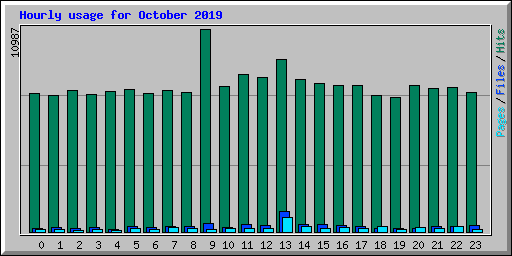 Hourly usage for October 2019
10987
Pages/Files/Hits
0 1 2 3 4 5 6 7 8 9 10 11 12 13 14 15 16 17 18 19 20 21 22 23